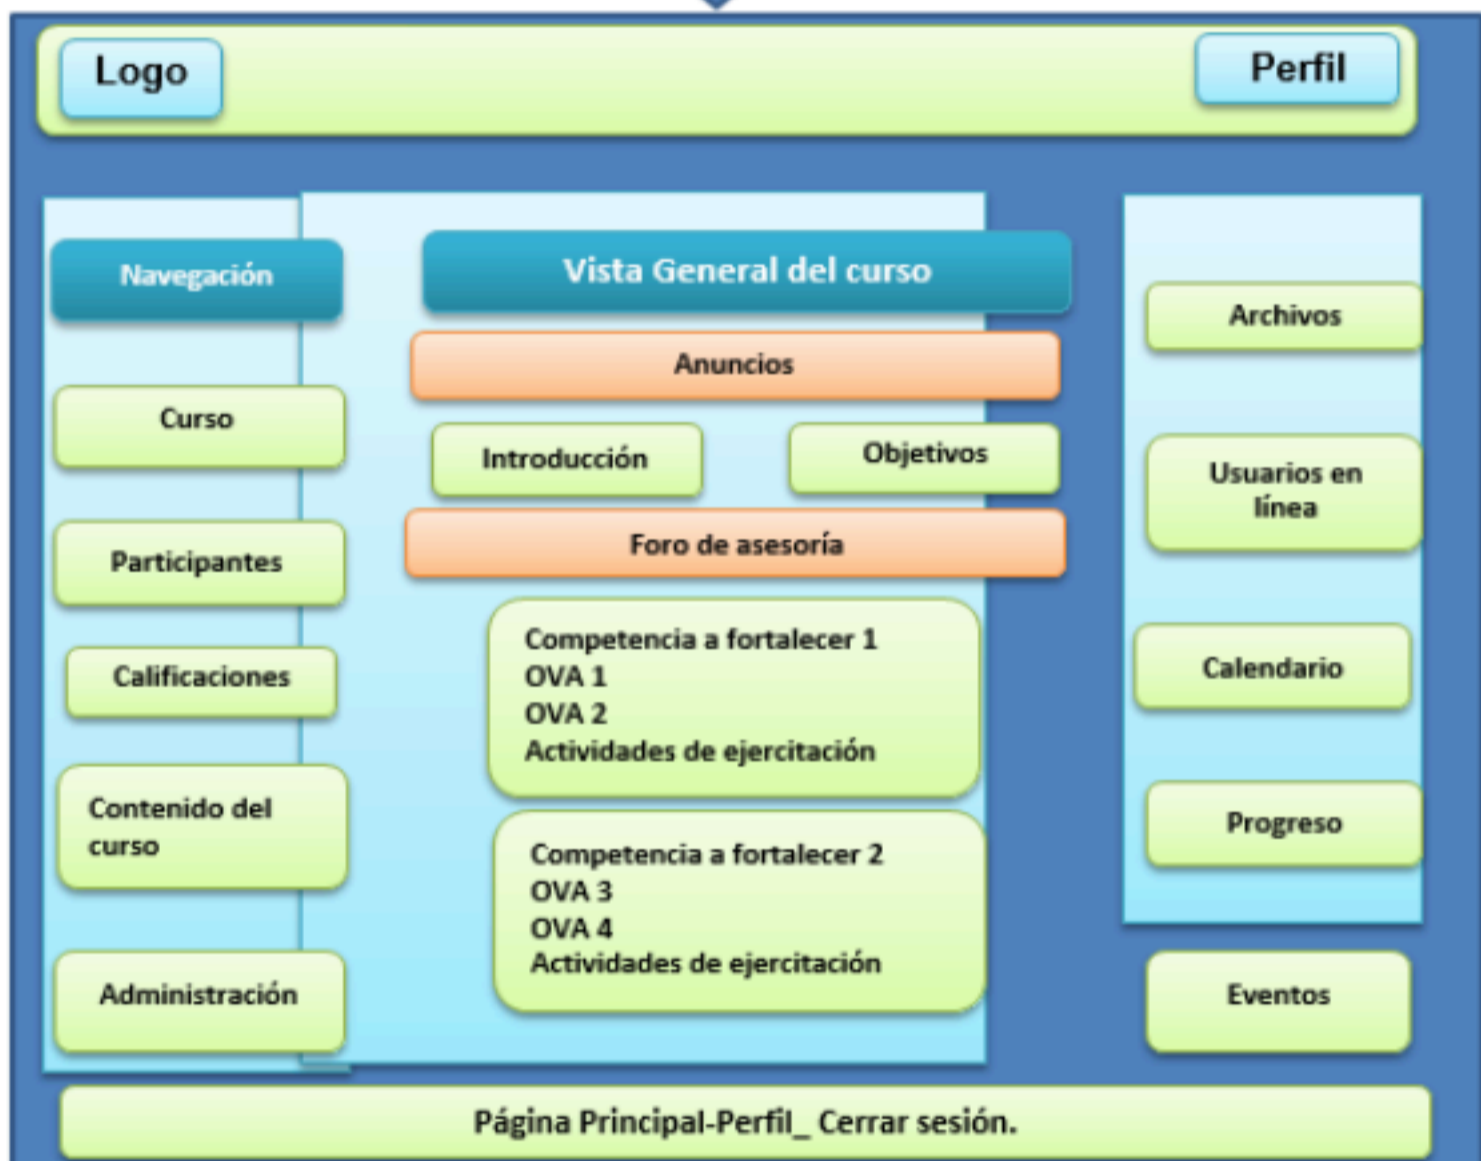 Logo
Perfil
Navegación
Curso
Participantes
Calificaciones
Contenido del
curso
Administración
Vista General del curso
Anuncios
Introducción
Objetivos
Foro de asesoría
Competencia a fortalecer 1
OVA 1
OVA 2
Actividades de ejercitación
Competencia a fortalecer 2
OVA 3
OVA 4
Actividades de ejercitación
Archivos
Usuarios en
línea
Calendario
Progreso
Eventos
Página Principal-Perfil_ Cerrar sesión.